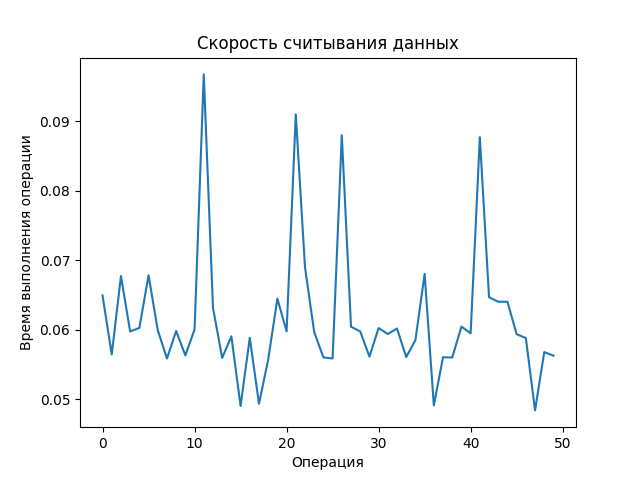 Скорость считывания данных
Время выполнения операции
0.09
0.08
0.07
0.06
0.05
0 10 20 30 40 50
Операция